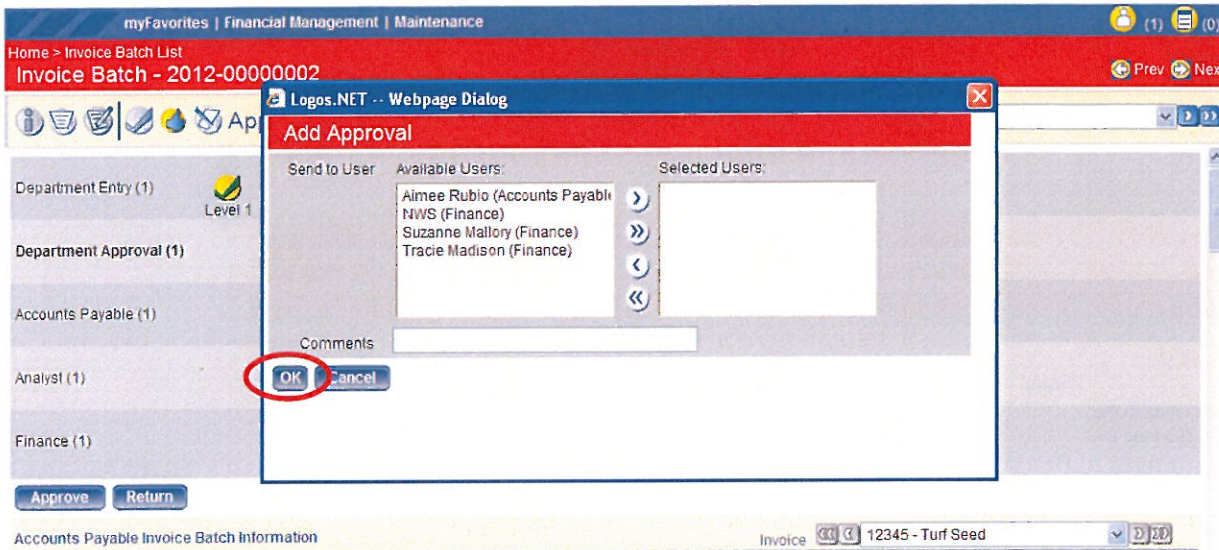 myFavorites | Financial Management | Maintenance
(1) (0)
Home > Invoice Batch List
Invoice Batch - 2012-00000002
Prev Nex
Logos.NET -- Webpage Dialog
Add Approval
Send to User Available Users: Selected Users:
Aimee Rubio (Accounts Payable
NWS (Finance)
Suzanne Mallory (Finance)
Tracie Madison (Finance)
Comments
OK Cancel
Department Entry (1)
Level 1
Department Approval (1)
Accounts Payable (1)
Analyst (1)
Finance (1)
Approve Return
Accounts Payable Invoice Batch Information
Invoice 12345 - Turf Seed